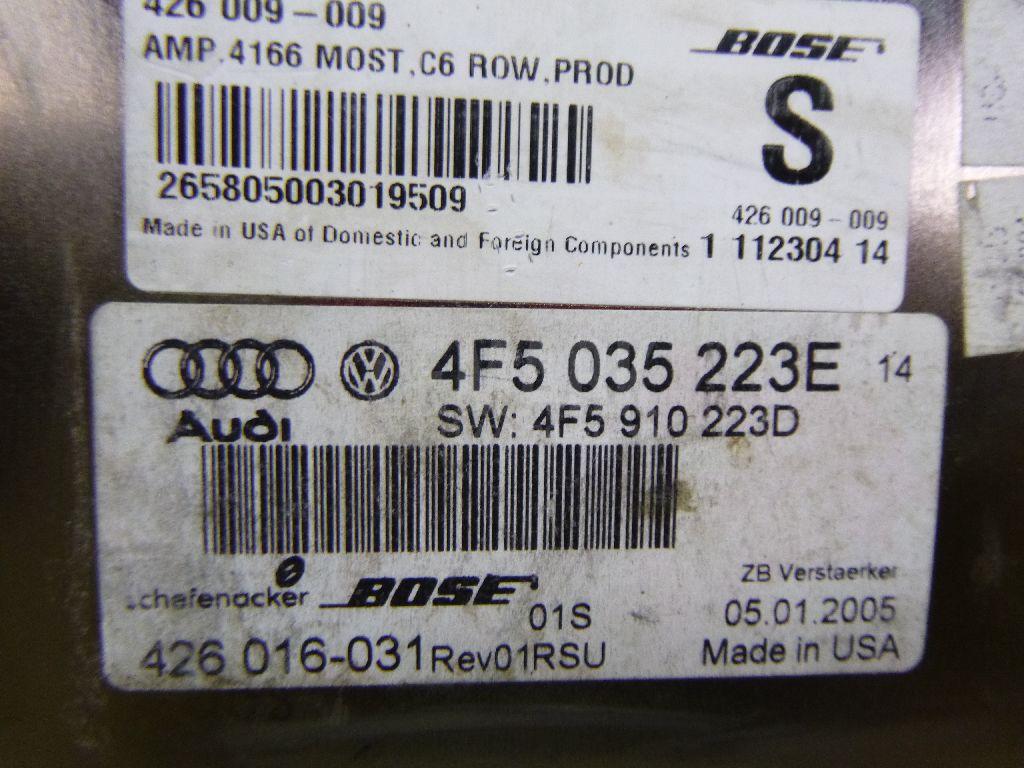 426 009-009
AMP.4166 MOST,C6 ROW,PROD
BOSE
S
265805003019509
426 009-009
Made in USA of Domestic and Foreign Components 1 112304 14
4F5 035 223E 14
Audi
SW: 4F5 910 223D
ZB Verstaerker
chefenacker BOSE 01S
05.01.2005
426 016-031 Rev01RSU
Made in USA